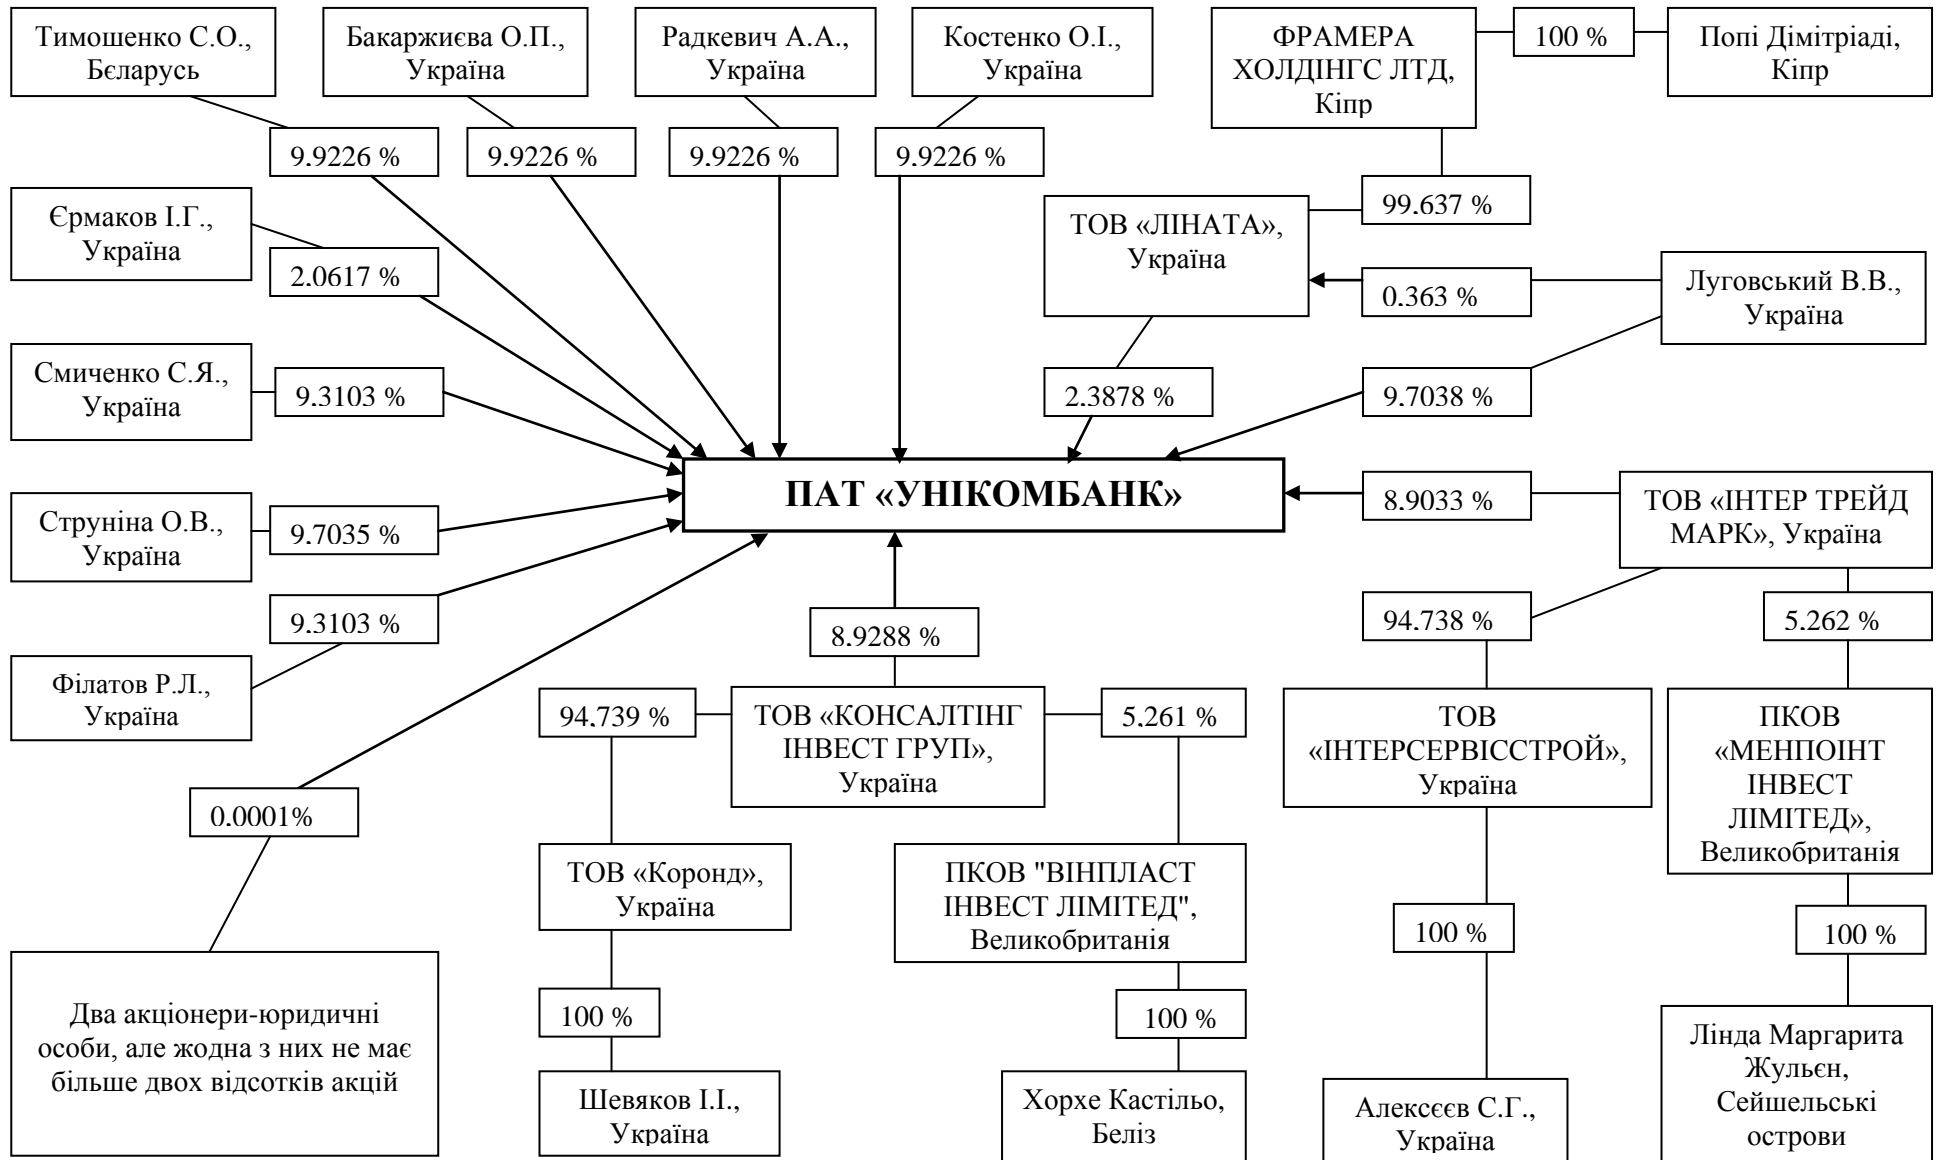 Тимошенко С.О.,
Бєларусь
Бакаржиєва О.П.,
Україна
Радкевич А.А.,
Україна
Костенко О.І.,
Україна
ФРАМЕРА
ХОЛДІНГС ЛТД,
Кіпр
100 %
Попі Дімітріаді,
Кіпр
9.9226 %
9.9226 %
9.9226 %
9.9226 %
99.637 %
Єрмаков І.Г.,
Україна
2.0617 %
ТОВ «ЛІНАТА»,
Україна
0.363 %
Луговський В.В.,
Україна
Смиченко С.Я.,
Україна
9.3103 %
2.3878 %
9.7038 %
ПАТ «УНІКОМБАНК»
8.9033 %
ТОВ «ІНТЕР ТРЕЙД
МАРК», Україна
Струніна О.В.,
Україна
9.7035 %
9.3103 %
8.9288 %
94.738 %
5.262 %
Філатов Р.Л.,
Україна
94.739 %
ТОВ «КОНСАЛТІНГ
ІНВЕСТ ГРУП»,
Україна
5.261 %
ТОВ
«ІНТЕРСЕРВІССТРОЙ»,
Україна
ПКОВ
«МЕНПОІНТ
ІНВЕСТ
ЛІМІТЕД»,
Великобританія
0.0001%
ТОВ «Коронд»,
Україна
ПКОВ "ВІНПЛАСТ
ІНВЕСТ ЛІМІТЕД",
Великобританія
100 %
100 %
Два акціонери-юридичні
особи, але жодна з них не має
більше двох відсотків акцій
100 %
100 %
Шевяков І.І.,
Україна
Хорхе Кастільо,
Беліз
Алексєєв С.Г.,
Україна
Лінда Маргарита
Жульєн,
Сейшельські
острови